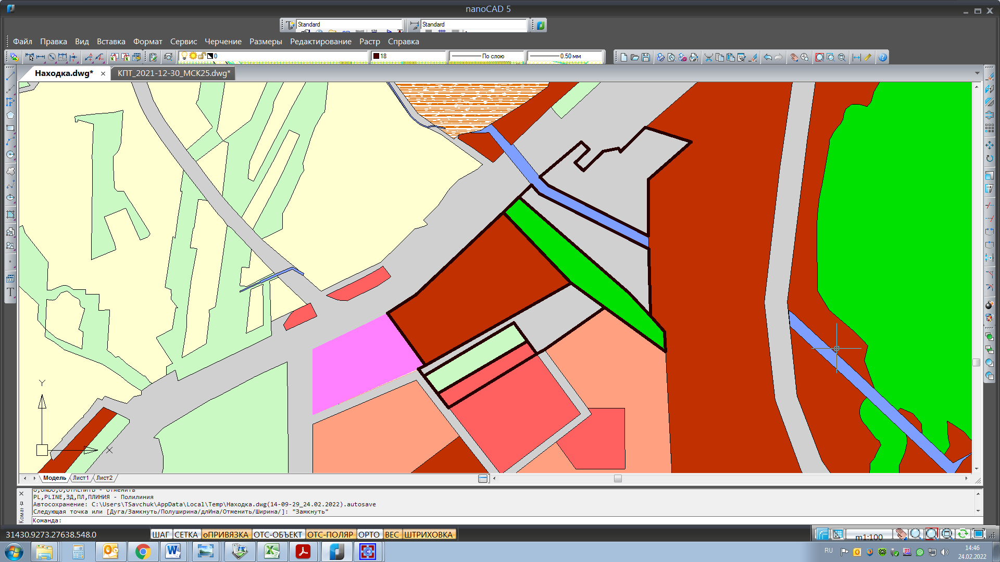 nanoCAD 5
Standard
Standard
Файл Правка Вид Вставка Формат Сервис Черчение Размеры Редактирование Растр Справка
0
18
По слою
0.50 мм
Находка.dwg*
КПТ_2021-12-30_МСК25.dwg*
Y
X
Модель Лист1 Лист2
PL,PLINE,ЗД,ПЛ,ПЛИНИЯ - Полилиния
Автосохранение: C:\Users\TSavchuk\AppData\Local\Temp\Находка.dwg(14-09-29_24.02.2022).autosave
Следующая точка или [Дуга/Замкнуть/Полуширина/длИна/Отменить/Ширина/]: "Замкнуть"
Команда:
31430.9273.27638.548.0
ШАГ СЕТКА оПРИВЯЗКА ОТС-ОБЪЕКТ ОТС-ПОЛЯР ОРТО ВЕС ШТРИХОВКА
m1:100
RU
14:46
24.02.2022